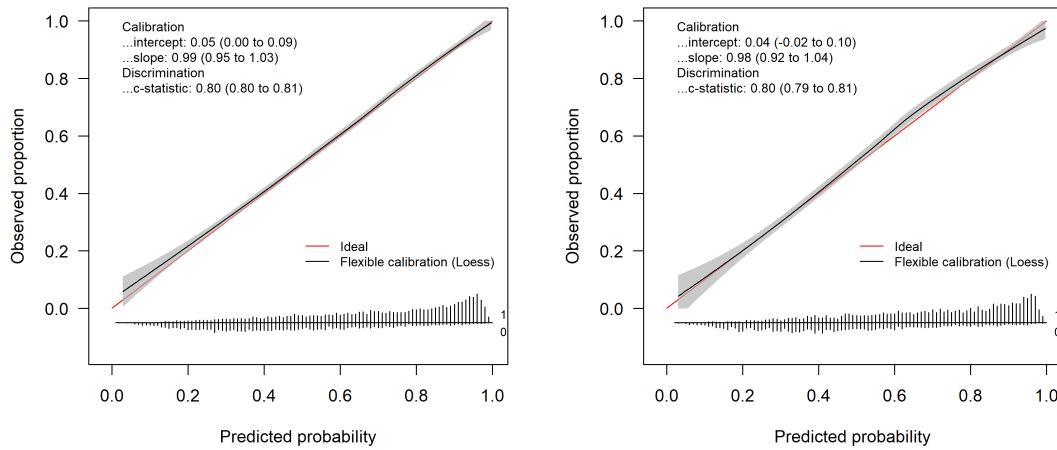 Calibration
...intercept: 0.05 (0.00 to 0.09)
...slope: 0.99 (0.95 to 1.03)
Discrimination
...c-statistic: 0.80 (0.80 to 0.81)
1.0
0.8
0.6
0.4
0.2
0.0
Observed proportion
Ideal
Flexible calibration (Loess)
1
0
0.0 0.2 0.4 0.6 0.8 1.0
Predicted probability
Calibration
...intercept: 0.04 (-0.02 to 0.10)
...slope: 0.98 (0.92 to 1.04)
Discrimination
...c-statistic: 0.80 (0.79 to 0.81)
1.0
0.8
0.6
0.4
0.2
0.0
Observed proportion
Ideal
Flexible calibration (Loess)
1
0
0.0 0.2 0.4 0.6 0.8 1.0
Predicted probability